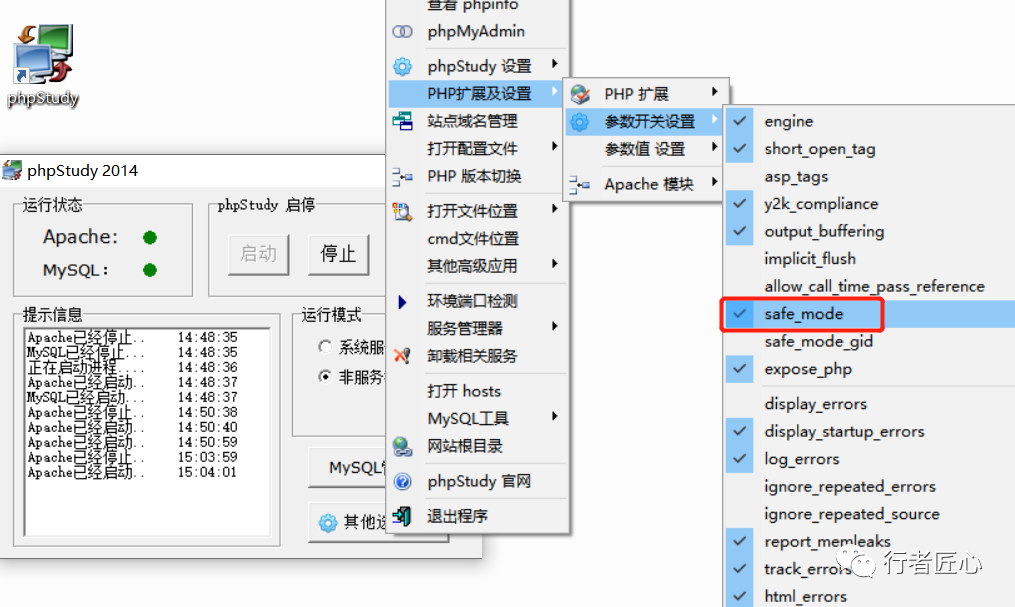 phpStudy
phpStudy 2014
运行状态
Apache:
MySQL:
phpStudy 启停
启动
停止
提示信息
Apache已经停止.. 14:48:35
MySQL已经停止... 14:48:35
正在启动进程.... 14:48:36
Apache已经启动.. 14:48:37
MySQL已经启动... 14:48:37
Apache已经停止.. 14:50:38
Apache已经启动.. 14:50:40
Apache已经启动.. 14:50:59
Apache已经停止.. 15:03:59
Apache已经启动.. 15:04:01
运行模式
系统服
非服务
MySQL
其他
查看 phpinfo
phpMyAdmin
phpStudy 设置
PHP扩展及设置
站点域名管理
打开配置文件
PHP 版本切换
打开文件位置
cmd文件位置
其他高级应用
环境端口检测
服务管理器
卸载相关服务
打开 hosts
MySQL工具
网站根目录
phpStudy 官网
退出程序
PHP 扩展
参数开关设置
参数值 设置
Apache 模块
engine
short_open_tag
asp_tags
y2k_compliance
output_buffering
implicit_flush
allow_call_time_pass_reference
safe_mode
safe_mode_gid
expose_php
display_errors
display_startup_errors
log_errors
ignore_repeated_errors
ignore_repeated_source
report_memleaks
track_errors
html_errors
行者匠心